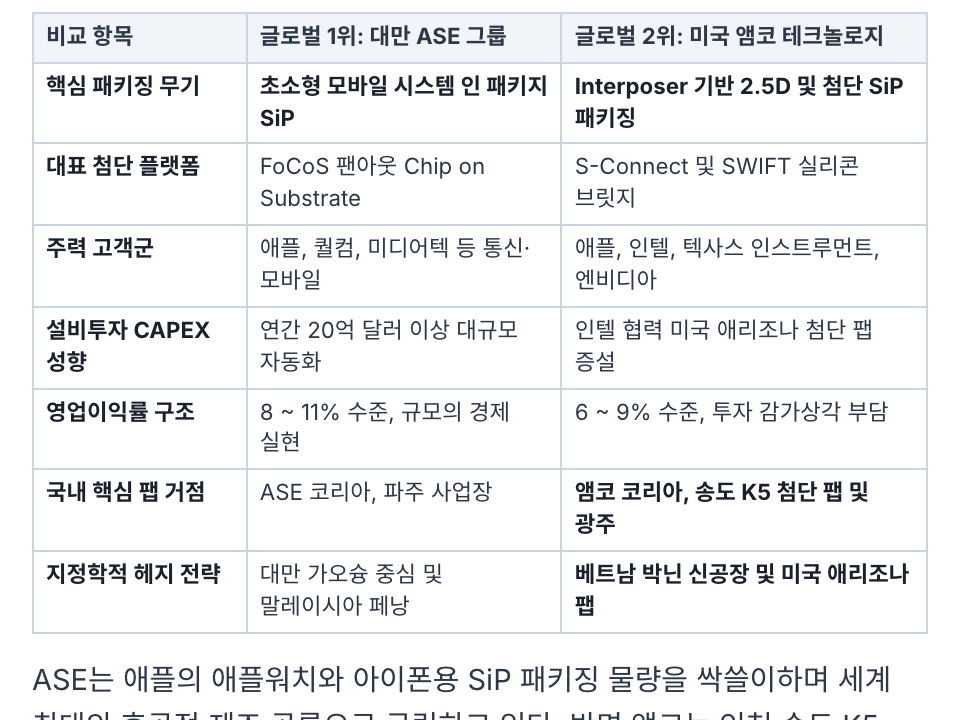 비교 항목
글로벌 1위: 대만 ASE 그룹
글로벌 2위: 미국 앰코 테크놀로지
핵심 패키징 무기
초소형 모바일 시스템 인 패키지
SiP
Interposer 기반 2.5D 및 첨단 SiP
패키징
대표 첨단 플랫폼
FoCoS 팬아웃 Chip on
Substrate
S-Connect 및 SWIFT 실리콘
브릿지
주력 고객군
애플, 퀄컴, 미디어텍 등 통신·
모바일
애플, 인텔, 텍사스 인스트루먼트,
엔비디아
설비투자 CAPEX
성향
연간 20억 달러 이상 대규모
자동화
인텔 협력 미국 애리조나 첨단 팹
증설
영업이익률 구조
8 ~ 11% 수준, 규모의 경제
실현
6 ~ 9% 수준, 투자 감가상각 부담
국내 핵심 팹 거점
ASE 코리아, 파주 사업장
앰코 코리아, 송도 K5 첨단 팹 및
광주
지정학적 헤지 전략
대만 가오슝 중심 및
말레이시아 페낭
베트남 박닌 신공장 및 미국 애리조나
팹
ASE는 애플의 애플워치와 아이폰용 SiP 패키징 물량을 싹쓸이하며 세계